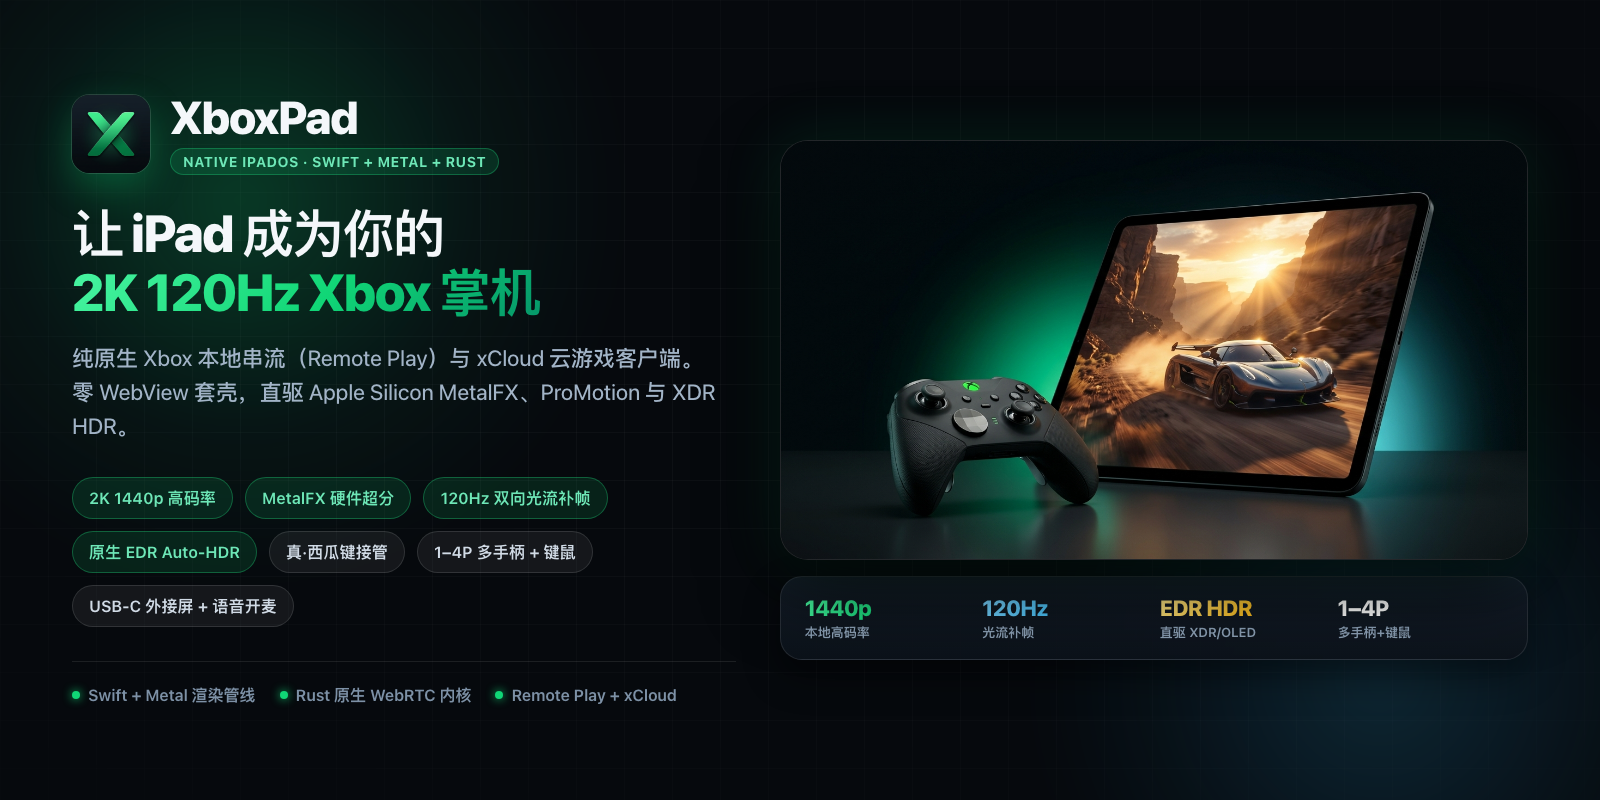 XboxPad
NATIVE IPADOS · SWIFT + METAL + RUST
让 iPad 成为你的
2K 120Hz Xbox 掌机
纯原生 Xbox 本地串流（Remote Play）与 xCloud 云游戏客户端。
零 WebView 套壳，直驱 Apple Silicon MetalFX、ProMotion 与 XDR
HDR。
2K 1440p 高码率
MetalFX 硬件超分
120Hz 双向光流补帧
原生 EDR Auto-HDR
真·西瓜键接管
1–4P 多手柄 + 键鼠
USB-C 外接屏 + 语音开麦
Swift + Metal 渲染管线
Rust 原生 WebRTC 内核
Remote Play + xCloud
1440p
本地高码率
120Hz
光流补帧
EDR HDR
直驱 XDR/OLED
1–4P
多手柄+键鼠